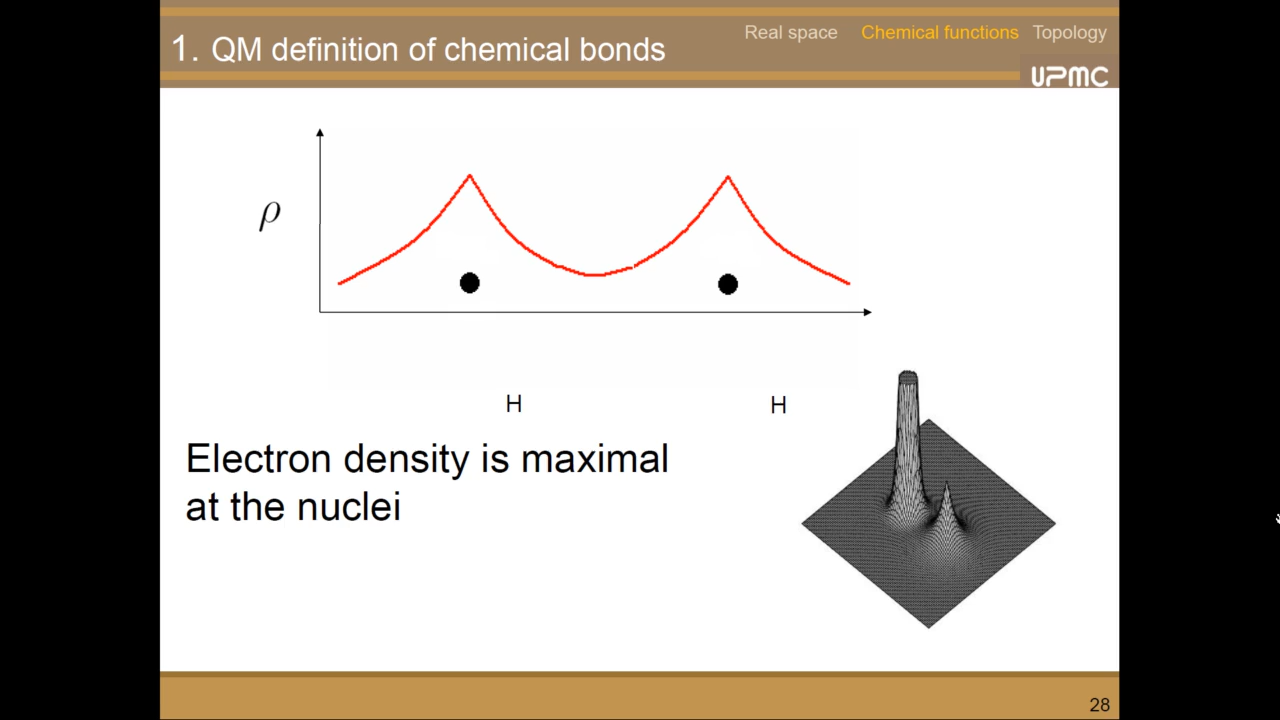 1. QM definition of chemical bonds
Real space Chemical functions Topology
UPMC
ρ
H H
Electron density is maximal
at the nuclei
28